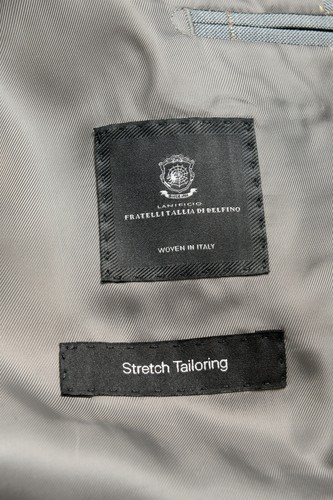 LANIFICIO
FRATELLI TALLIA DI DELFINO
WOVEN IN ITALY
Stretch Tailoring